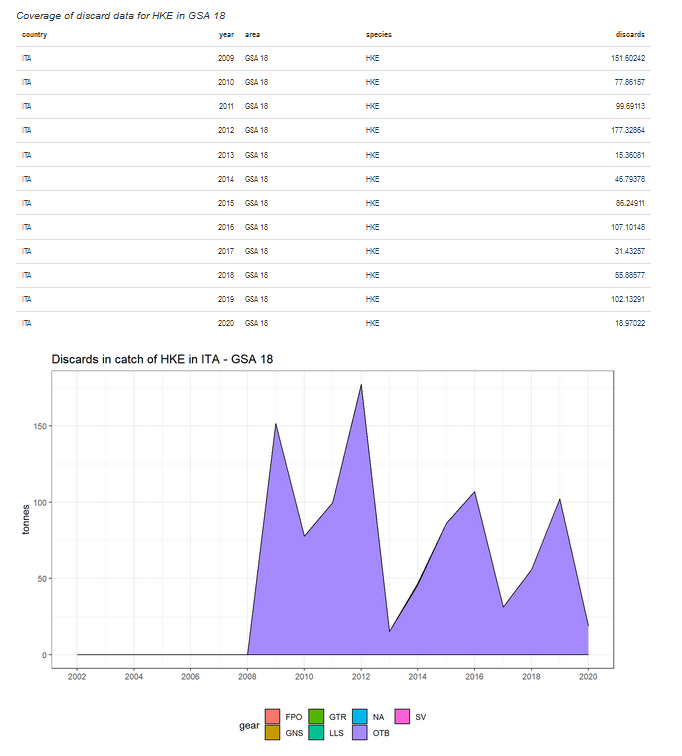 Coverage of discard data for HKE in GSA 18
country year area species discards
ITA 2009 GSA 18 HKE 151.60242
ITA 2010 GSA 18 HKE 77.86157
ITA 2011 GSA 18 HKE 99.69113
ITA 2012 GSA 18 HKE 177.32864
ITA 2013 GSA 18 HKE 15.36081
ITA 2014 GSA 18 HKE 46.79378
ITA 2015 GSA 18 HKE 86.24911
ITA 2016 GSA 18 HKE 107.10148
ITA 2017 GSA 18 HKE 31.43257
ITA 2018 GSA 18 HKE 55.88577
ITA 2019 GSA 18 HKE 102.13291
ITA 2020 GSA 18 HKE 18.97022
Discards in catch of HKE in ITA - GSA 18
150
100
50
0
tonnes
2002 2004 2006 2008 2010 2012 2014 2016 2018 2020
gear
FPO GTR NA SV
GNS LLS OTB